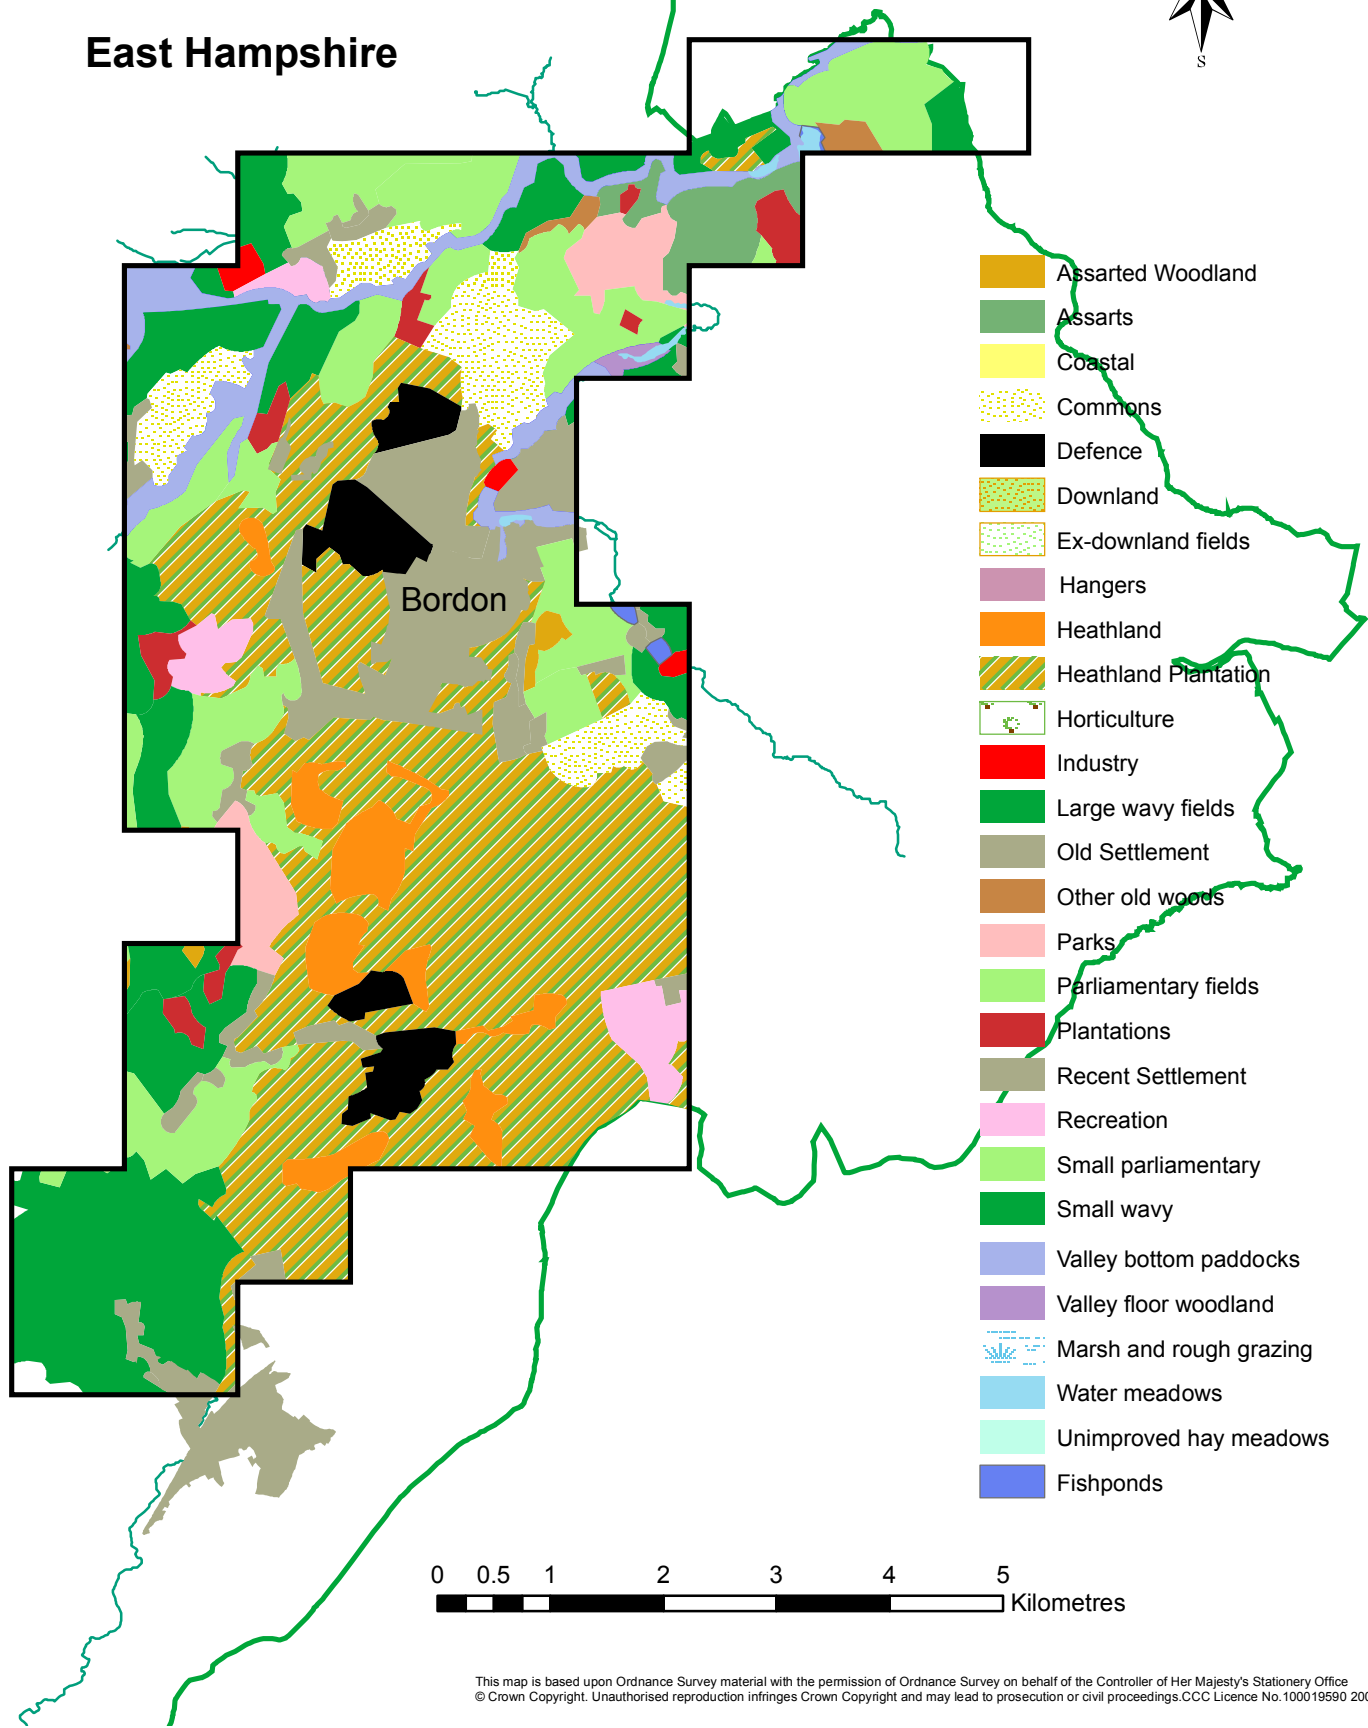 S
East Hampshire
Assarted Woodland
Assarts
Coastal
Commons
Defence
Downland
Ex-downland fields
Hangers
Heathland
Heathland Plantation
Horticulture
Industry
Large wavy fields
Old Settlement
Other old woods
Parks
Parliamentary fields
Plantations
Recent Settlement
Recreation
Small parliamentary
Small wavy
Valley bottom paddocks
Valley floor woodland
Marsh and rough grazing
Water meadows
Unimproved hay meadows
Fishponds
Bordon
0 0.5 1 2 3 4 5
Kilometres
This map is based upon Ordnance Survey material with the permission of Ordnance Survey on behalf of the Controller of Her Majesty's Stationery Office
© Crown Copyright. Unauthorised reproduction infringes Crown Copyright and may lead to prosecution or civil proceedings.CCC Licence No.100019590